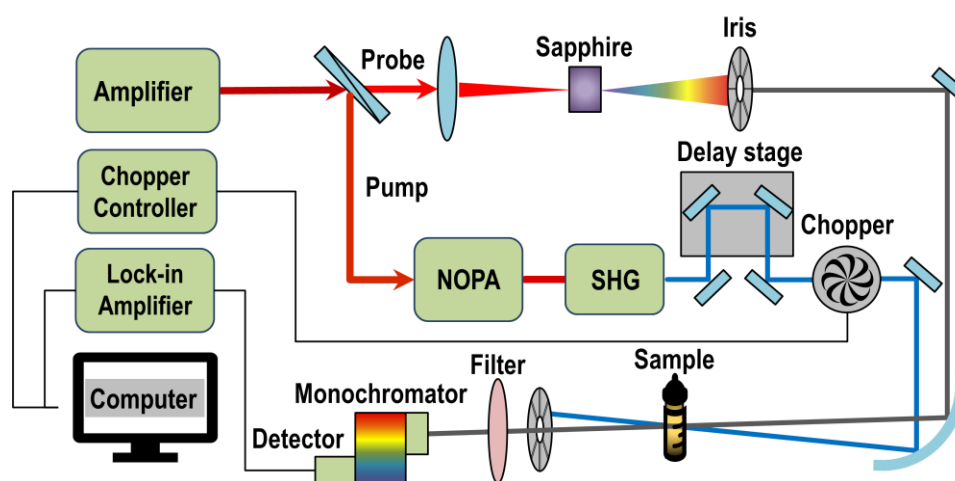 Iris
Sapphire
Probe
Amplifier
Delay stage
Chopper
Controller
Pump
Chopper
Lock-in
Amplifier
NOPA
SHG
Sample
Filter
Monochromator
Computer
Detector